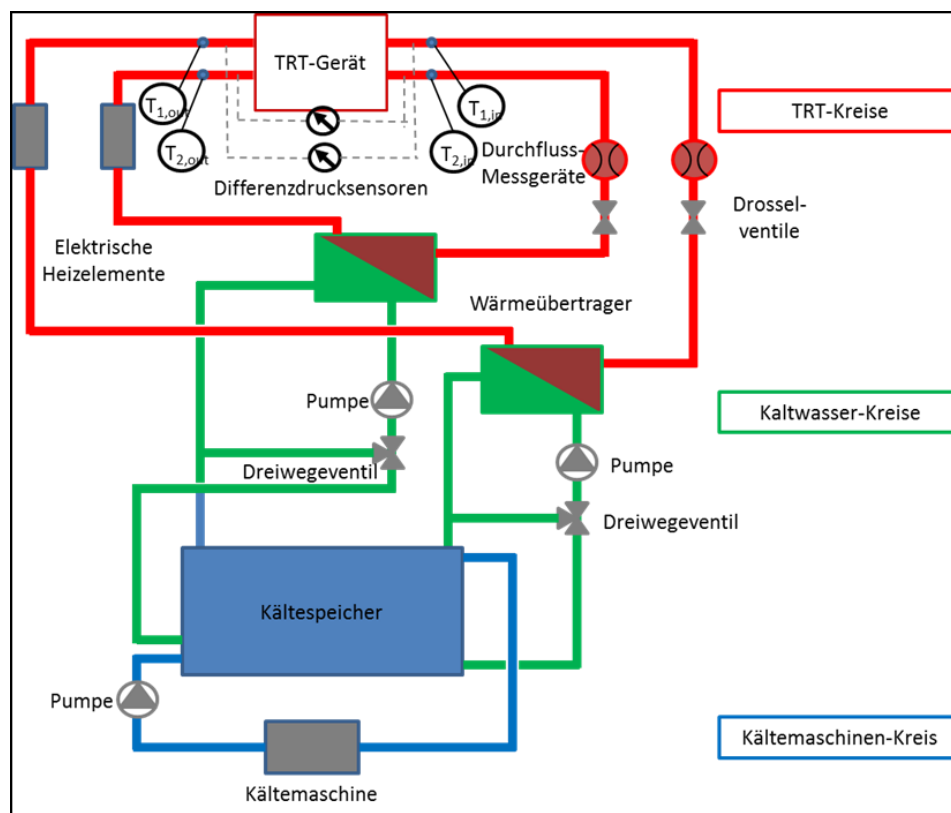 TRT-Gerät
T1,out
T2,out
T1,in
T2,in
TRT-Kreise
Durchfluss-
Messgeräte
Differenzdrucksensoren
Drossel-
ventile
Elektrische
Heizelemente
Wärmeübertrager
Pumpe
Kaltwasser-Kreise
Dreiwegeventil
Pumpe
Dreiwegeventil
Kältespeicher
Pumpe
Kältemaschinen-Kreis
Kältemaschine